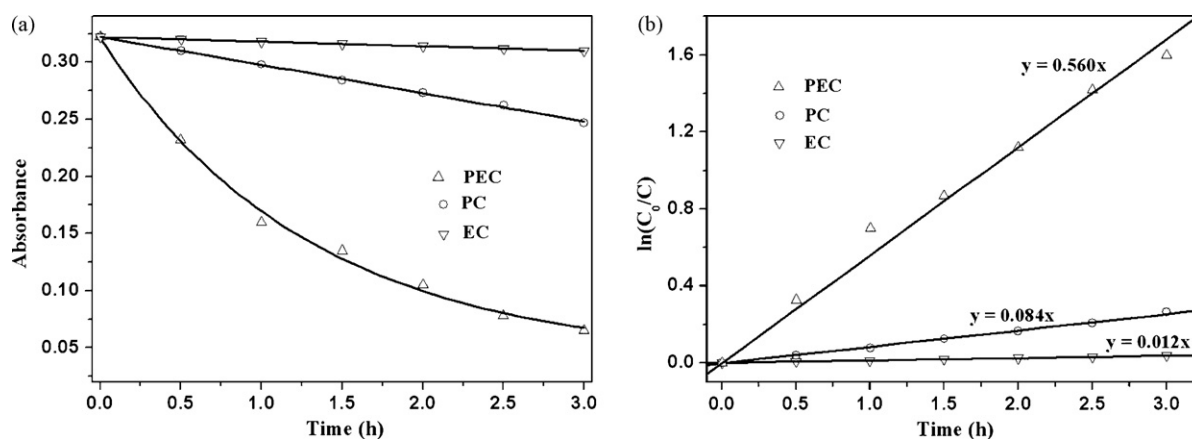 (a)
0.30
0.25
0.20
0.15
0.10
0.05
Absorbance
PEC
PC
EC
0.0 0.5 1.0 1.5 2.0 2.5 3.0
Time (h)
(b)
1.6
1.2
0.8
0.4
0.0
ln(C₀/C)
PEC
PC
EC
y = 0.560x
y = 0.084x
y = 0.012x
0.0 0.5 1.0 1.5 2.0 2.5 3.0
Time (h)